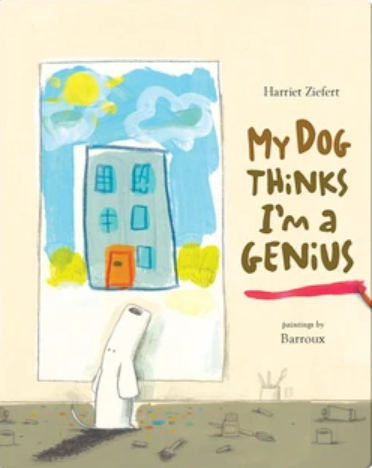 Harriet Ziefert
My DOG
THiNKS
I'm a
GENiUS
paintings by
Barroux